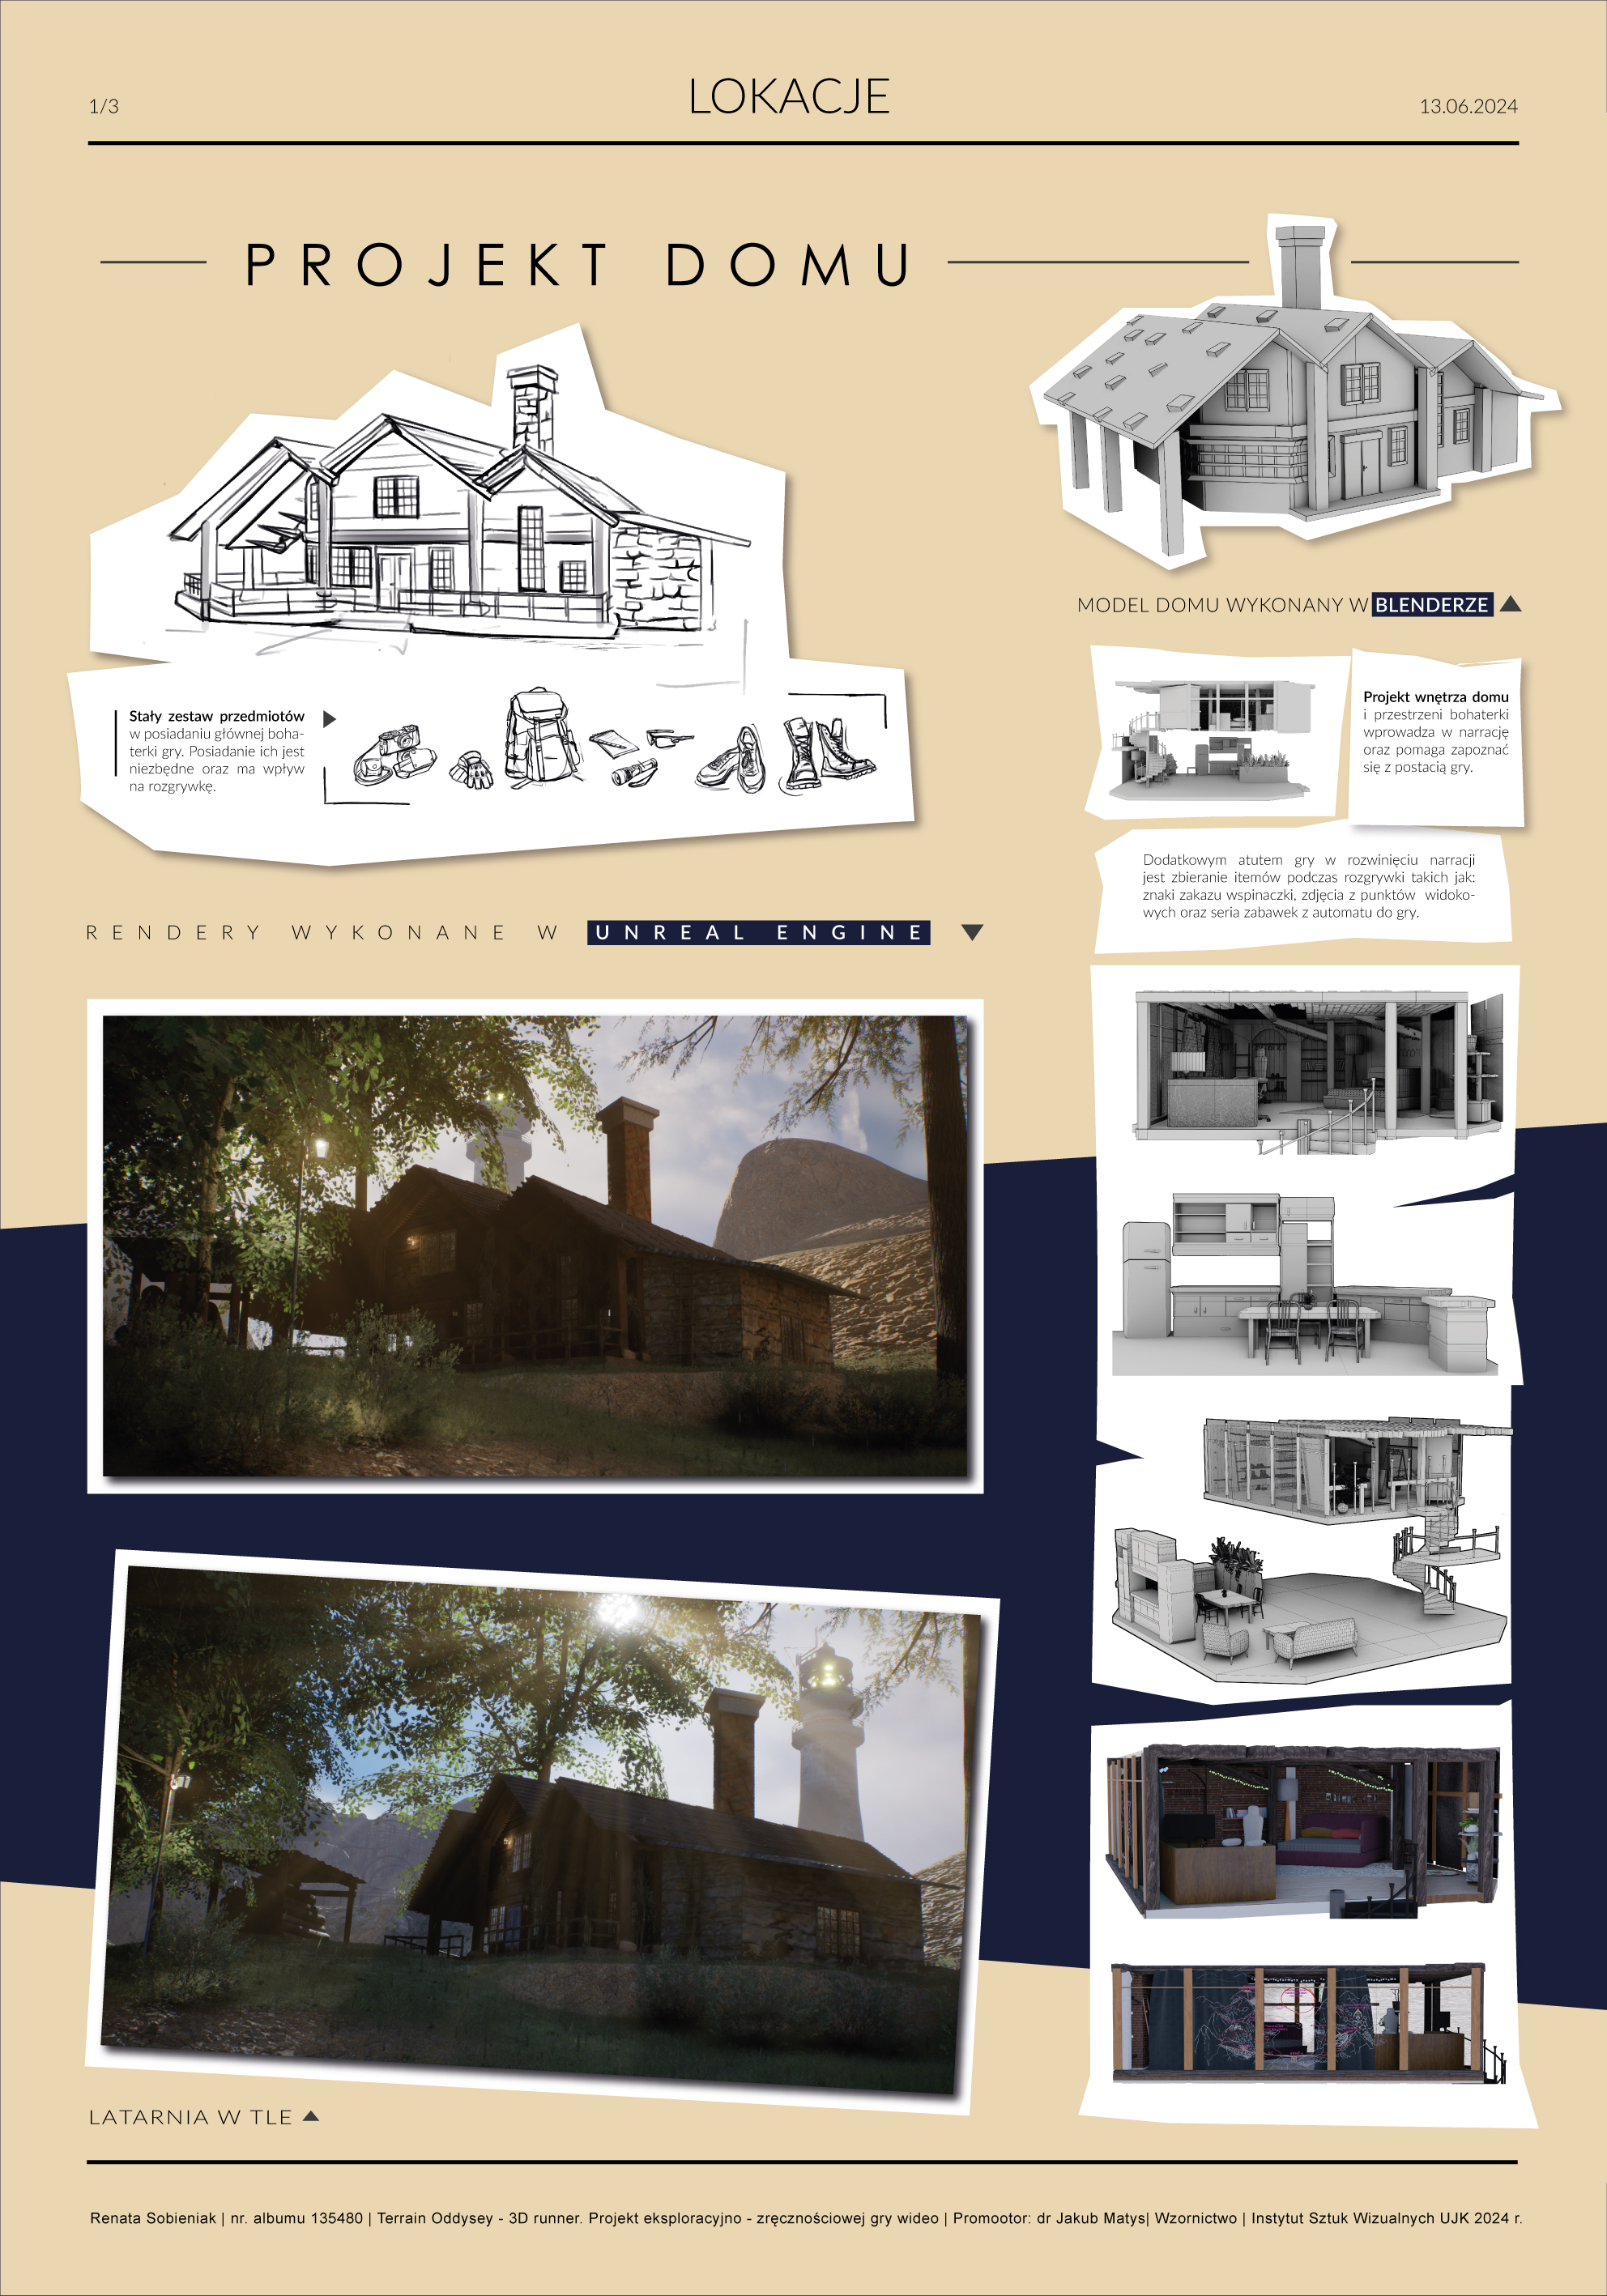 1/3
LOKACJE
13.06.2024
PROJEKT DOMU
MODEL DOMU WYKONANY W BLENDERZE
Stały zestaw przedmiotów
w posiadaniu głównej boha-
terki gry. Posiadanie ich jest
niezbędne oraz ma wpływ
na rozgrywkę.
Projekt wnętrza domu
i przestrzeni bohaterki
wprowadza w narrację
oraz pomaga zapoznać
się z postacią gry.
Dodatkowym atutem gry w rozwinięciu narracji
jest zbieranie itemów podczas rozgrywki takich jak:
znaki zakazu wspinaczki, zdjęcia z punktów widoko-
wych oraz seria zabawek z automatu do gry.
RENDERY WYKONANE W UNREAL ENGINE
LATARNIA W TLE
Renata Sobieniak | nr. albumu 135480 | Terrain Oddysey - 3D runner. Projekt eksploracyjno - zręcznościowej gry wideo | Promootor: dr Jakub Matys| Wzornictwo | Instytut Sztuk Wizualnych UJK 2024 r.